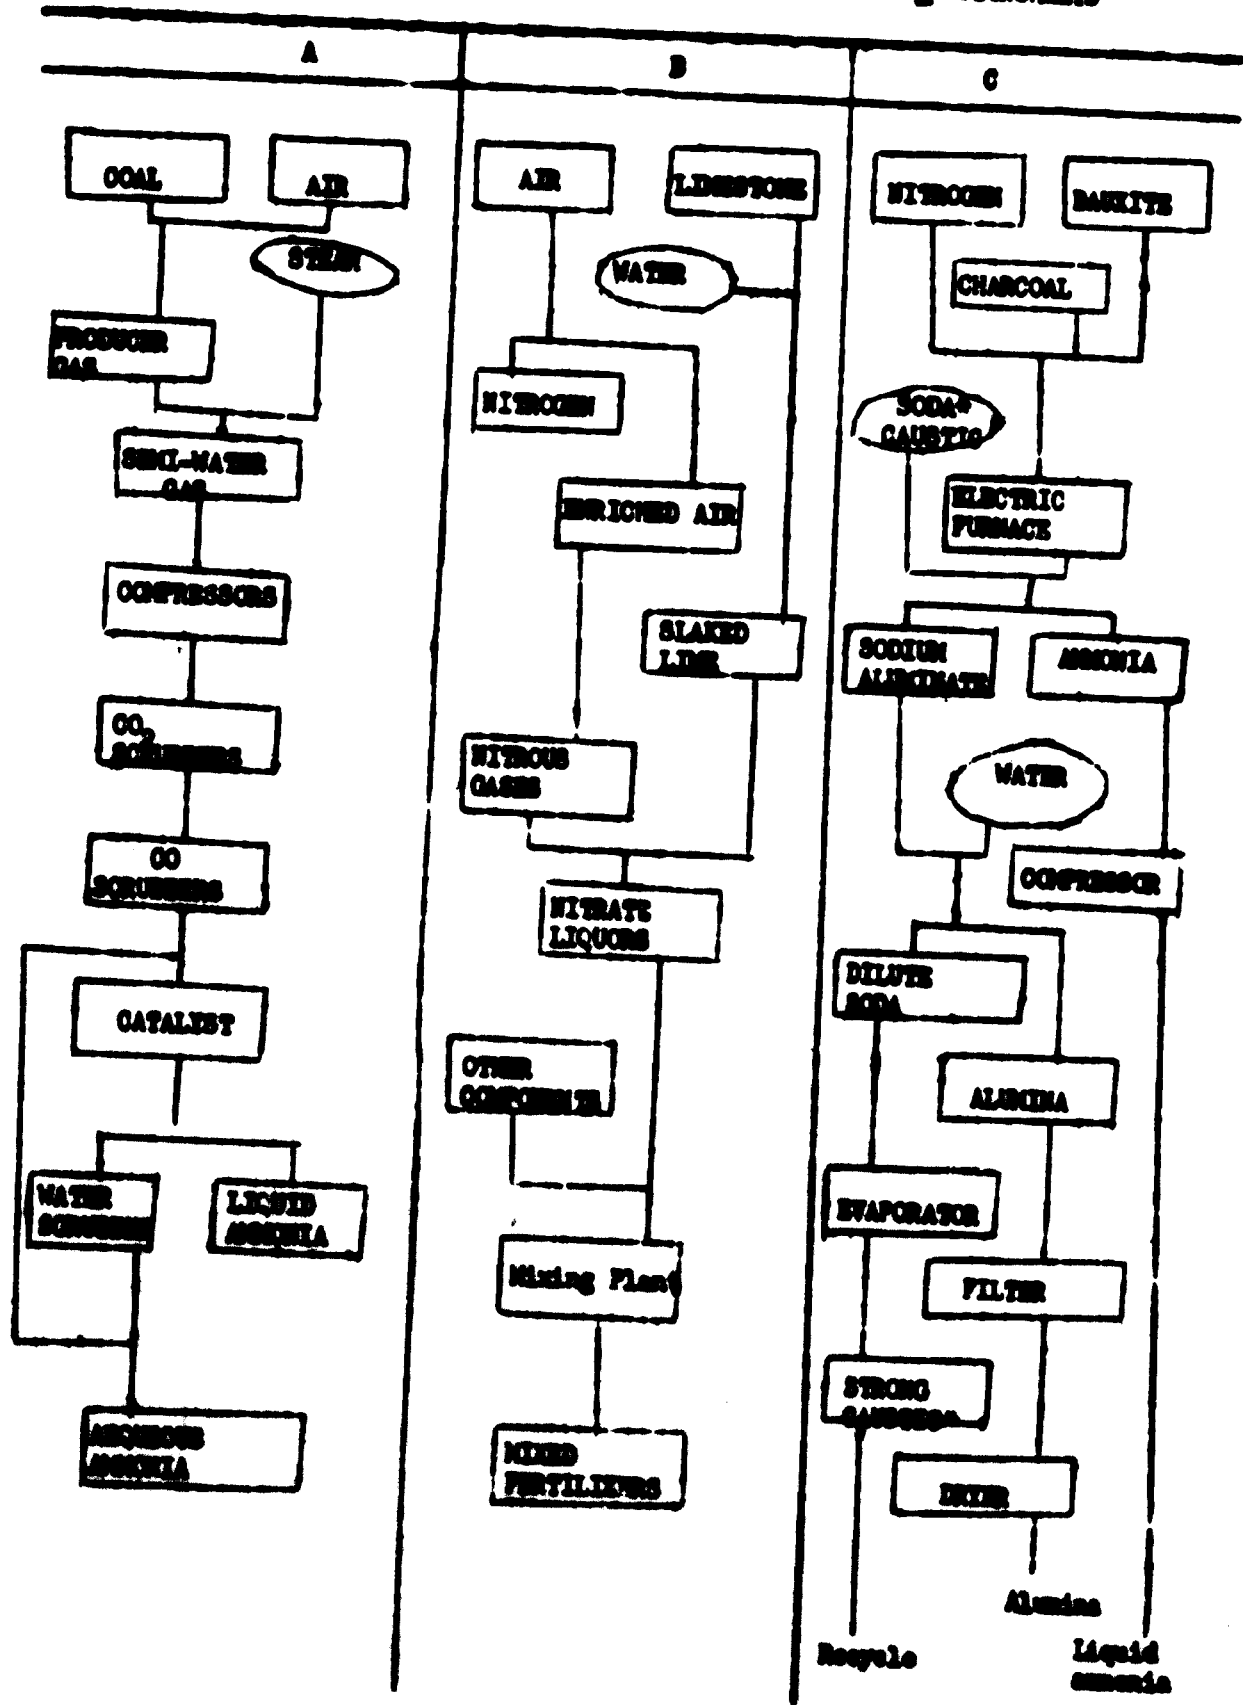 A
B
C
COAL
AIR
STEAM
PRODUCER
GAS
SEMI-WATER
GAS
COMPRESSORS
CO2
SCRUBBERS
CO
SCRUBBERS
CATALYST
WATER
LIQUID
AMMONIA
AMMONIA
AIR
LIMESTONE
WATER
NITROGEN
ENRICHED AIR
SLAKED
LIME
NITROUS
GASES
NITRATE
LIQUORS
OTHER
COMPONENTS
Mixing Plant
MIXED
FERTILIZERS
NITROGEN
BAUXITE
CHARCOAL
SODA*
CAUSTIC
ELECTRIC
FURNACE
SODIUM
ALUMINATE
AMMONIA
WATER
COMPRESSOR
DILUTE
SODA
ALUMINA
EVAPORATOR
FILTER
STRONG
DRIER
Alumina
Recycle
Liquid
ammonia